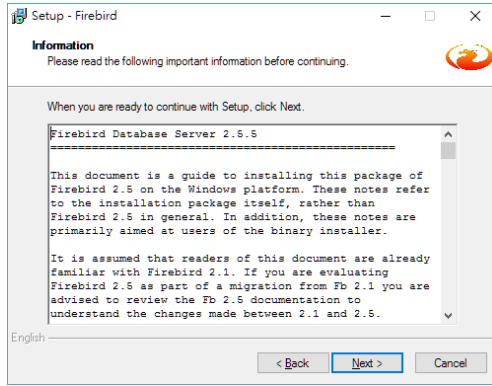 Setup - Firebird
Information
Please read the following important information before continuing.
When you are ready to continue with Setup, click Next.
Firebird Database Server 2.5.5
==================================================
This document is a guide to installing this package of
Firebird 2.5 on the Windows platform. These notes refer
to the installation package itself, rather than
Firebird 2.5 in general. In addition, these notes are
primarily aimed at users of the binary installer.
It is assumed that readers of this document are already
familiar with Firebird 2.1. If you are evaluating
Firebird 2.5 as part of a migration from Fb 2.1 you are
advised to review the Fb 2.5 documentation to
understand the changes made between 2.1 and 2.5.
English
< Back
Next >
Cancel